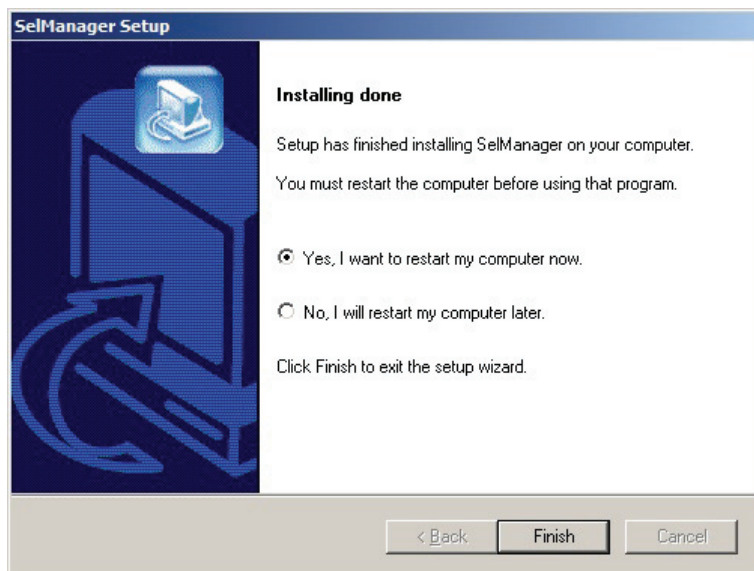 SelManager Setup
Installing done
Setup has finished installing SelManager on your computer.
You must restart the computer before using that program.
Yes, I want to restart my computer now.
No, I will restart my computer later.
Click Finish to exit the setup wizard.
< Back
Finish
Cancel